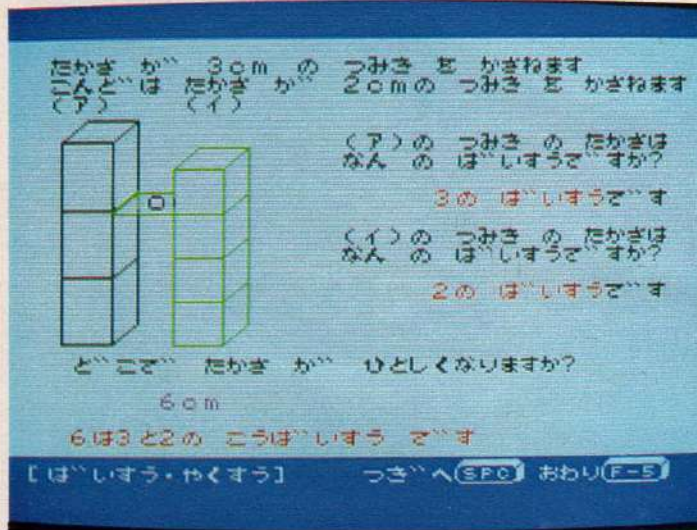 たかさ が 3cm の つみき を かさねます
こんど は たかさ が 2cmの つみき を かさねます
(ア) (イ)
(ア)の つみき の たかさは
なん の ばいすうですか?
3の ばいすうです
(イ)の つみき の たかさは
なん の ばいすうですか?
2の ばいすうです
どこで たかさ が ひとしくなりますか?
6cm
6は3と2の こうばいすう です
[ばいすう・やくすう] つぎへ(SPC) おわり(F-5)